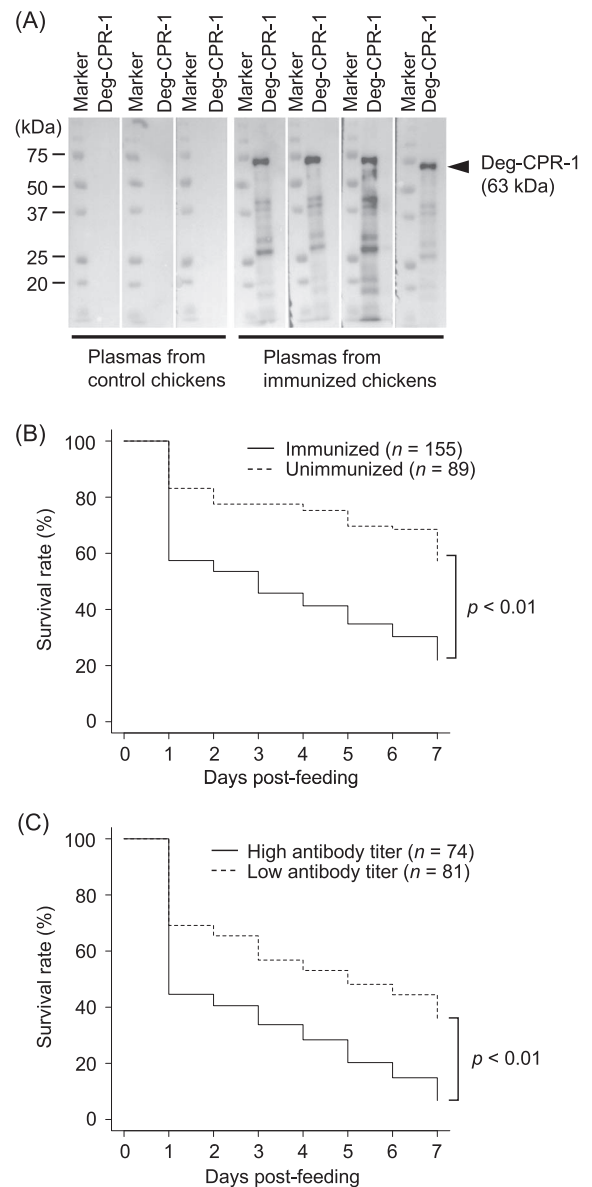 (A)
Marker
Deg-CPR-1
Marker
Deg-CPR-1
Marker
Deg-CPR-1
Marker
Deg-CPR-1
Marker
Deg-CPR-1
Marker
Deg-CPR-1
Marker
Deg-CPR-1
(kDa)
75
50
37
25
20
Deg-CPR-1
(63 kDa)
Plasmas from
control chickens
Plasmas from
immunized chickens
(B)
Survival rate (%)
100
80
60
40
20
0
Immunized (n = 155)
Unimmunized (n = 89)
p < 0.01
0 1 2 3 4 5 6 7
Days post-feeding
(C)
Survival rate (%)
100
80
60
40
20
0
High antibody titer (n = 74)
Low antibody titer (n = 81)
p < 0.01
0 1 2 3 4 5 6 7
Days post-feeding